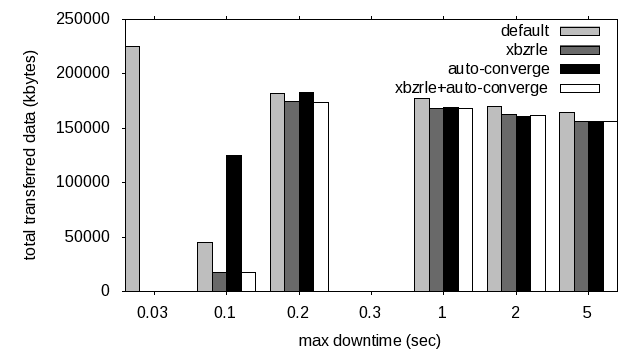 250000
default
xbzrle
200000
auto-converge
xbzrle+auto-converge
150000
total transferred data (kbytes)
100000
50000
0
0.03 0.1 0.2 0.3 1 2 5
max downtime (sec)